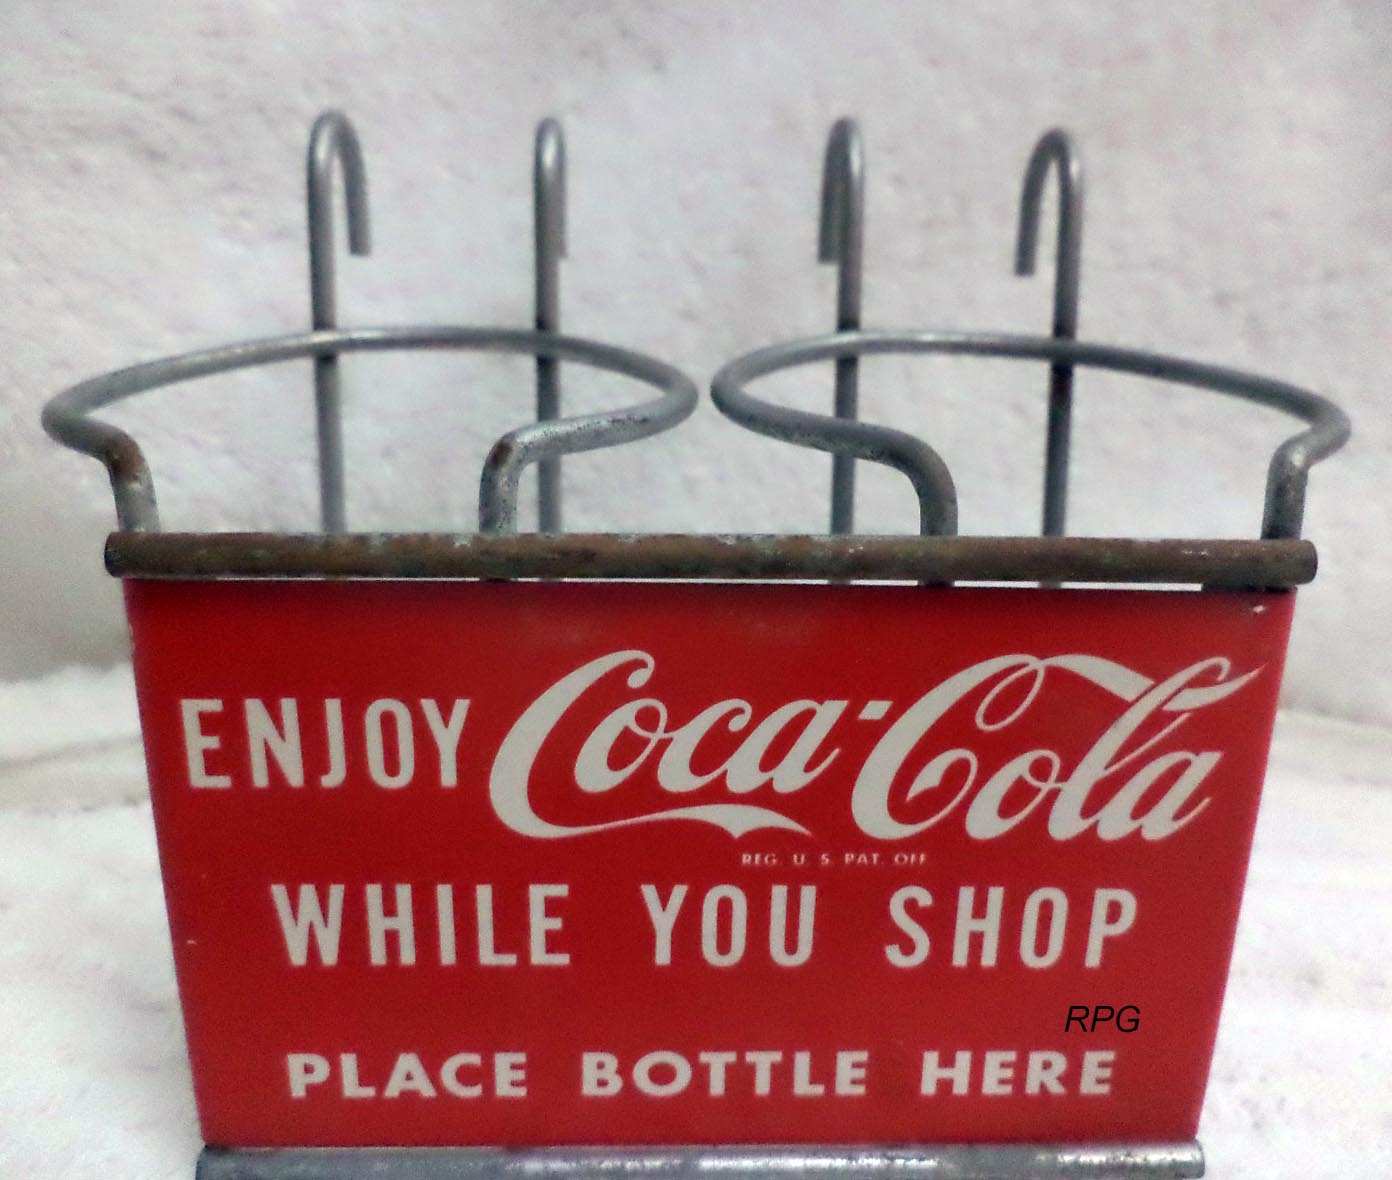 ENJOY Coca-Cola
REG. U S PAT. OFF
WHILE YOU SHOP
RPG
PLACE BOTTLE HERE